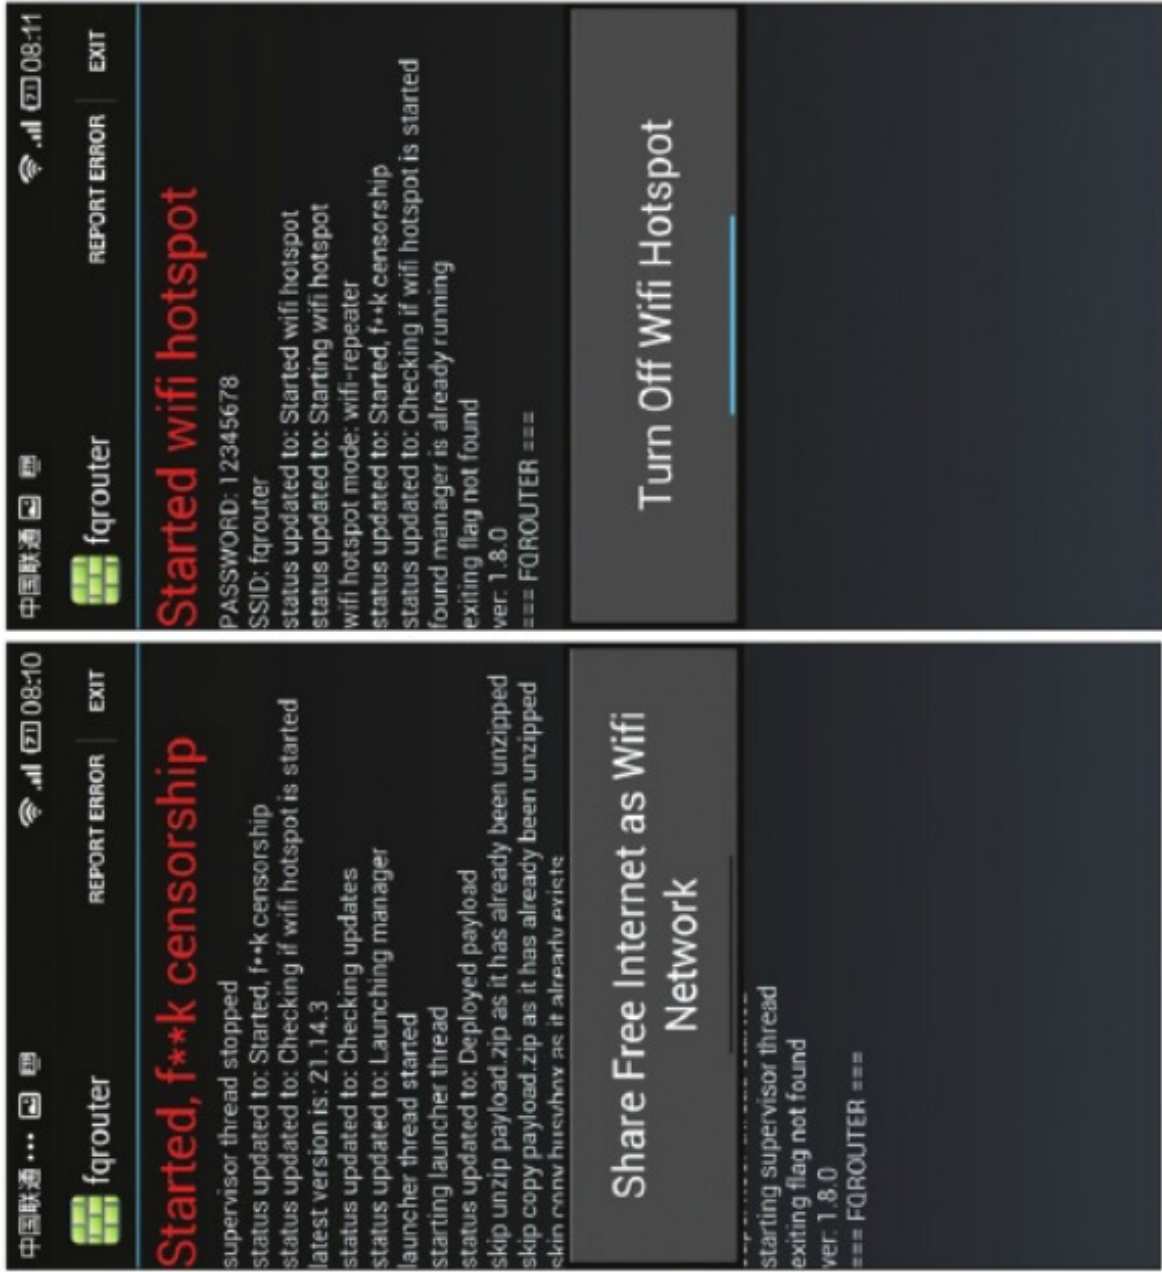 中国联通 ... 08:10
fqrouter
REPORT ERROR
EXIT
Started, f**k censorship
supervisor thread stopped
status updated to: Started, f**k censorship
status updated to: Checking if wifi hotspot is started
latest version is: 21.14.3
status updated to: Checking updates
status updated to: Launching manager
launcher thread started
starting launcher thread
status updated to: Deployed payload
skip unzip payload.zip as it has already been unzipped
skip copy payload.zip as it has already been unzipped
skip copy busybox as it already exists
Share Free Internet as Wifi
Network
starting supervisor thread
exiting flag not found
ver: 1.8.0
=== FQROUTER ===
中国联通 08:11
fqrouter
REPORT ERROR
EXIT
Started wifi hotspot
PASSWORD: 12345678
SSID: fqrouter
status updated to: Started wifi hotspot
status updated to: Starting wifi hotspot
wifi hotspot mode: wifi-repeater
status updated to: Started, f**k censorship
status updated to: Checking if wifi hotspot is started
found manager is already running
exiting flag not found
ver: 1.8.0
=== FQROUTER ===
Turn Off Wifi Hotspot